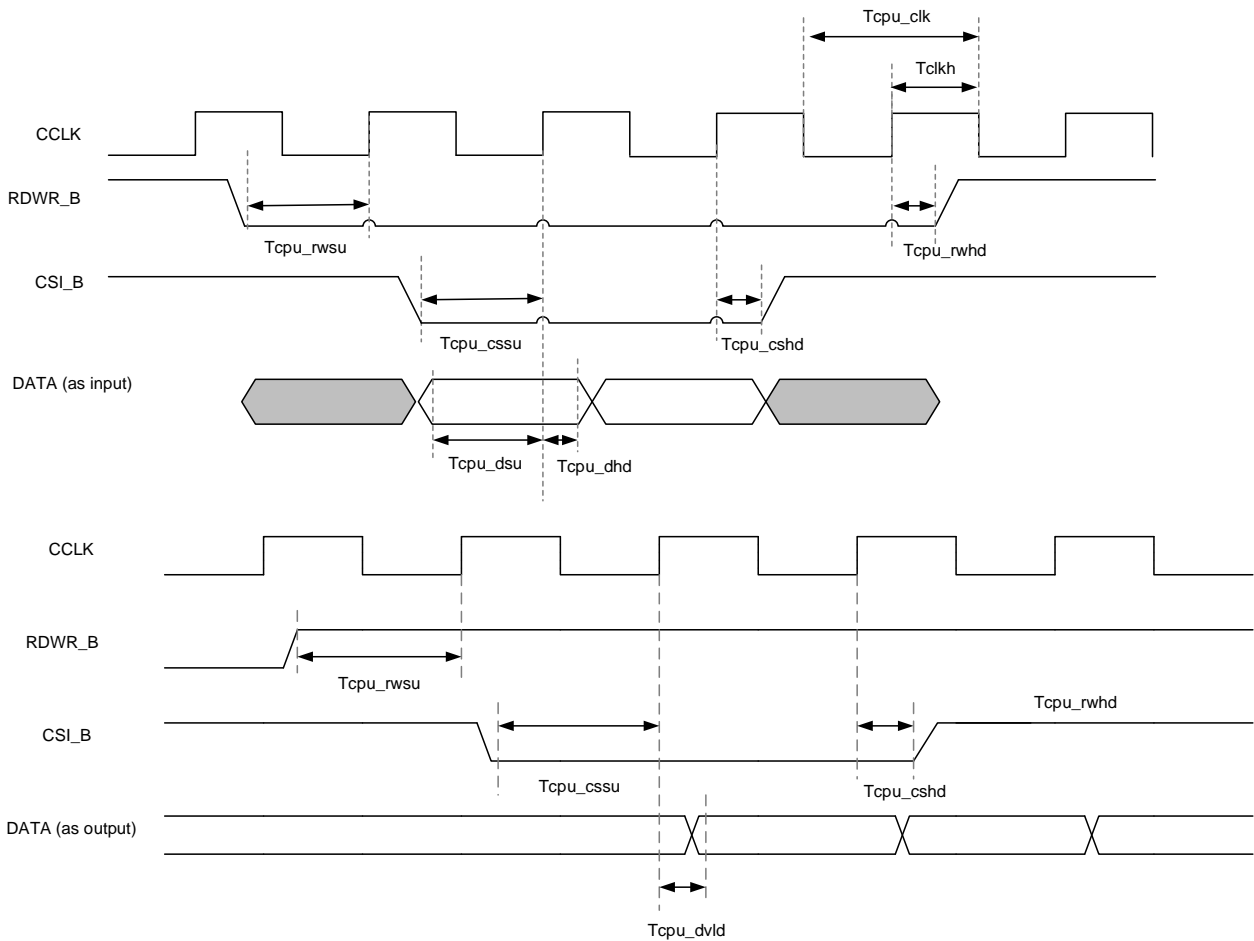 Tcpu_clk
Tclkh
CCLK
RDWR_B
Tcpu_rwsu
Tcpu_rwhd
CSI_B
Tcpu_cssu
Tcpu_cshd
DATA (as input)
Tcpu_dsu
Tcpu_dhd
CCLK
RDWR_B
Tcpu_rwsu
Tcpu_rwhd
CSI_B
Tcpu_cssu
Tcpu_cshd
DATA (as output)
Tcpu_dvld